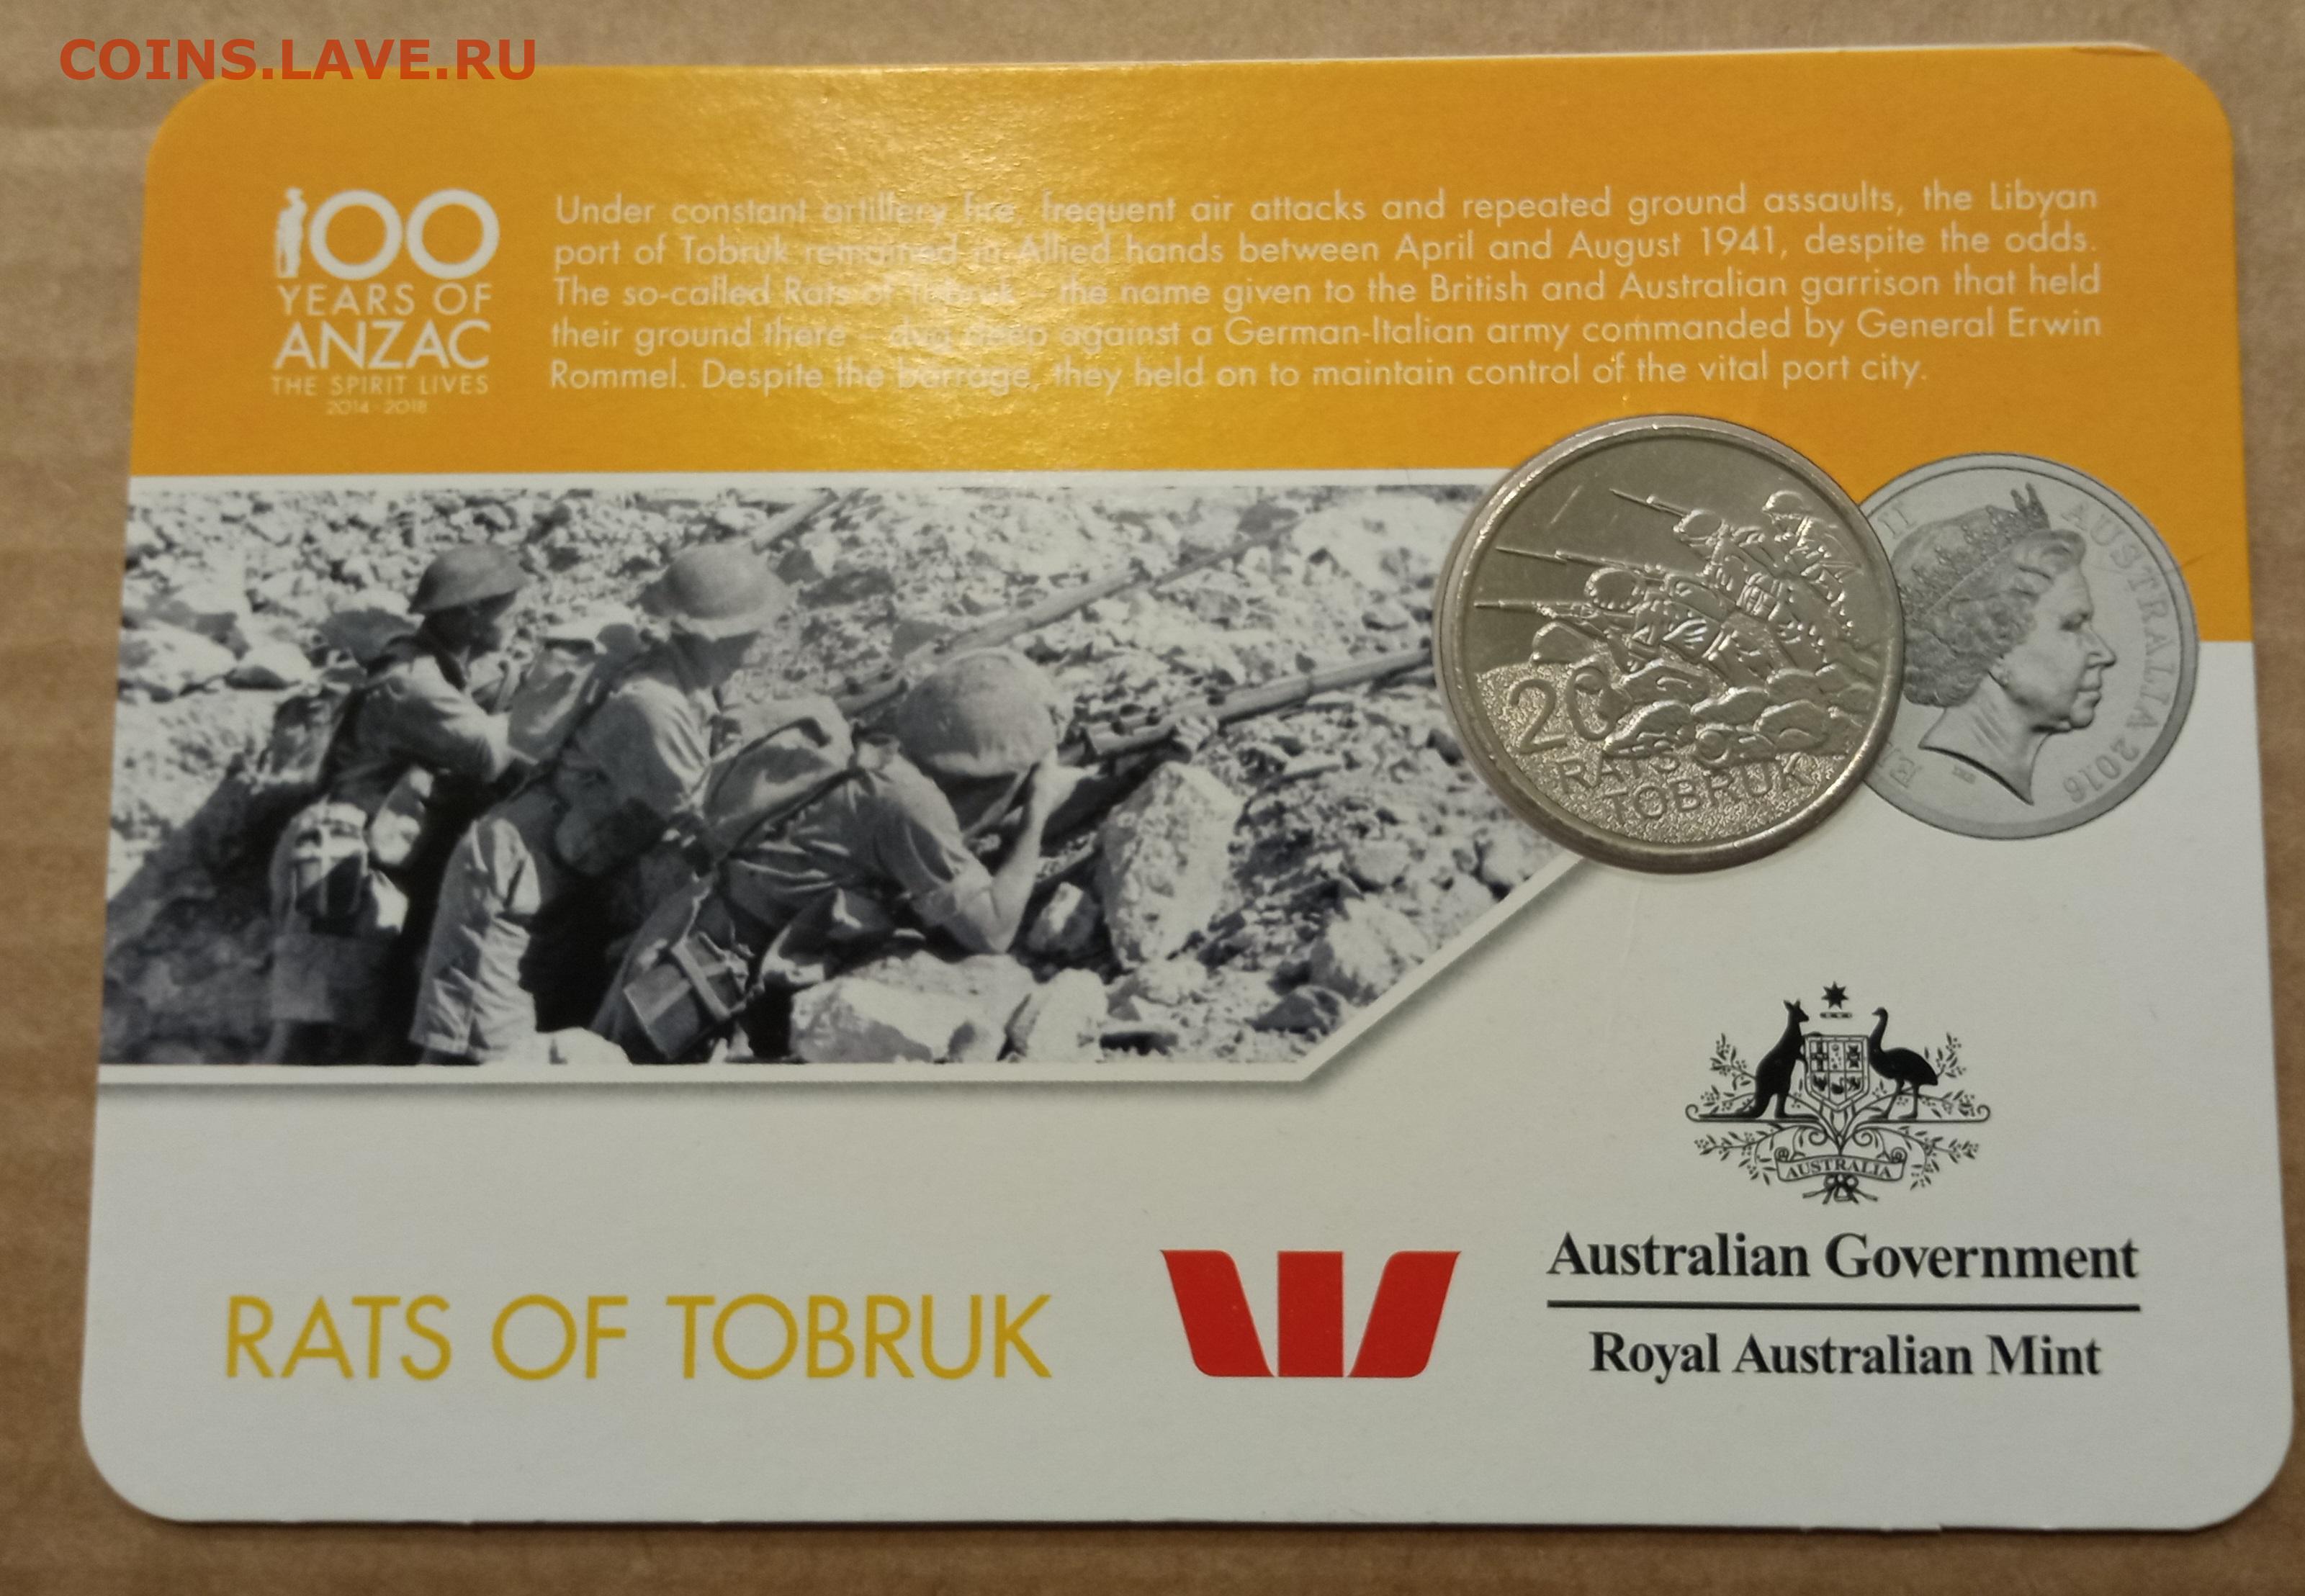 COINS.LAVE.RU
100
YEARS OF
ANZAC
THE SPIRIT LIVES
2014 - 2018
Under constant artillery fire, frequent air attacks and repeated ground assaults, the Libyan
port of Tobruk remained in Allied hands between April and August 1941, despite the odds.
The so-called Rats of Tobruk - the name given to the British and Australian garrison that held
their ground there - dug deep against a German-Italian army commanded by General Erwin
Rommel. Despite the barrage, they held on to maintain control of the vital port city.
20
RATS
TOBRUK
II
AUSTRALIA 2016
AUSTRALIA
Australian Government
Royal Australian Mint
RATS OF TOBRUK